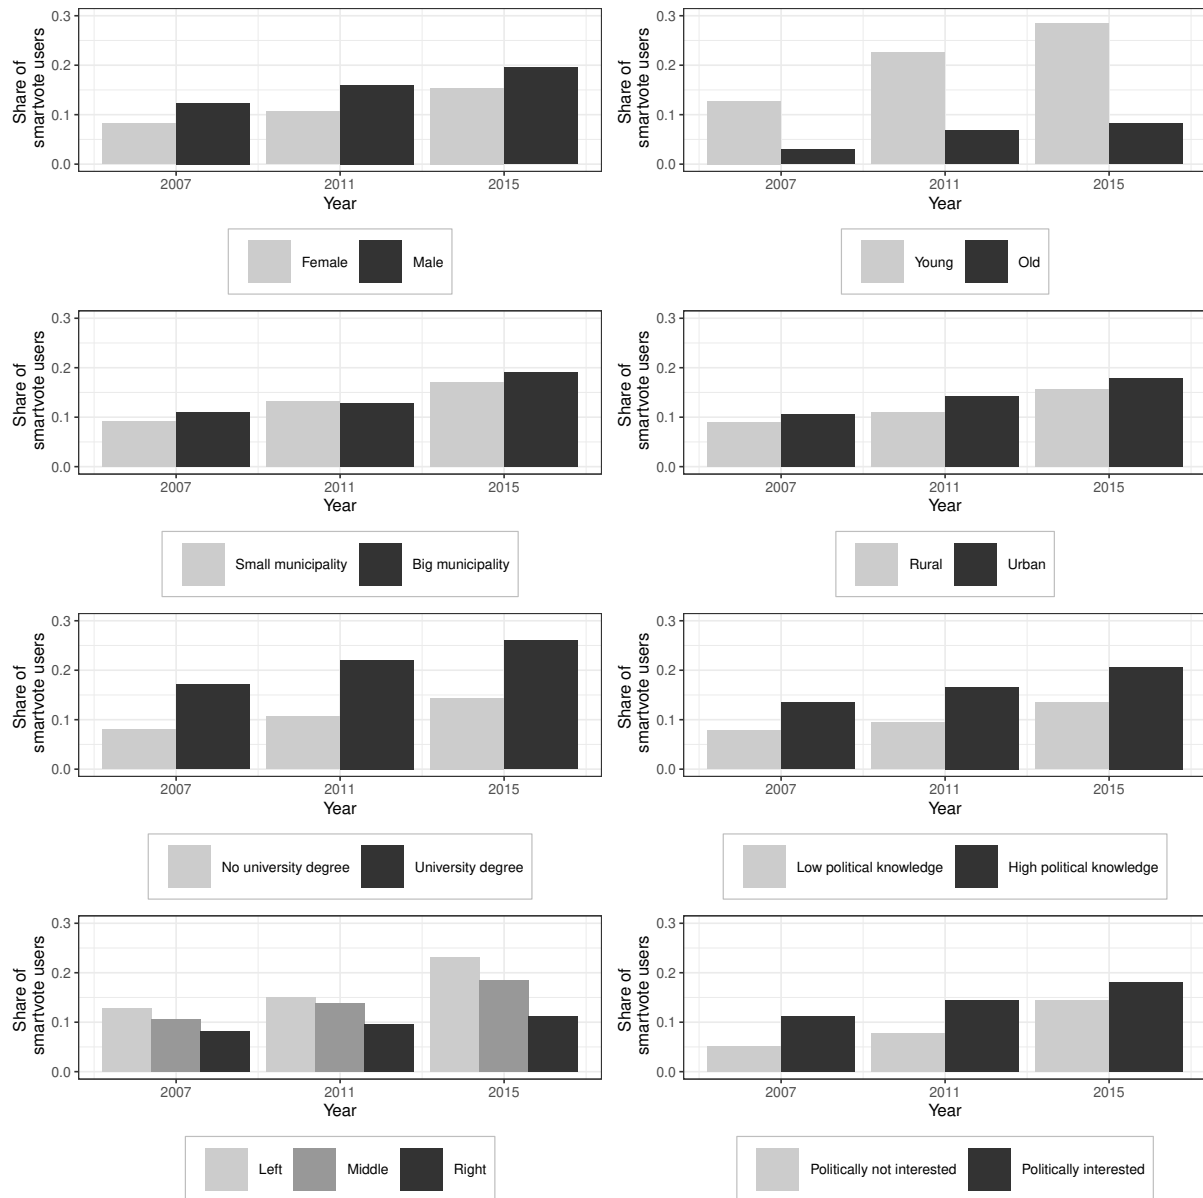 Share of
smartvote users
0.3
0.2
0.1
0.0
2007 2011 2015
Year
Female Male
Share of
smartvote users
0.3
0.2
0.1
0.0
2007 2011 2015
Year
Young Old
Share of
smartvote users
0.3
0.2
0.1
0.0
2007 2011 2015
Year
Small municipality Big municipality
Share of
smartvote users
0.3
0.2
0.1
0.0
2007 2011 2015
Year
Rural Urban
Share of
smartvote users
0.3
0.2
0.1
0.0
2007 2011 2015
Year
No university degree University degree
Share of
smartvote users
0.3
0.2
0.1
0.0
2007 2011 2015
Year
Low political knowledge High political knowledge
Share of
smartvote users
0.3
0.2
0.1
0.0
2007 2011 2015
Year
Left Middle Right
Share of
smartvote users
0.3
0.2
0.1
0.0
2007 2011 2015
Year
Politically not interested Politically interested